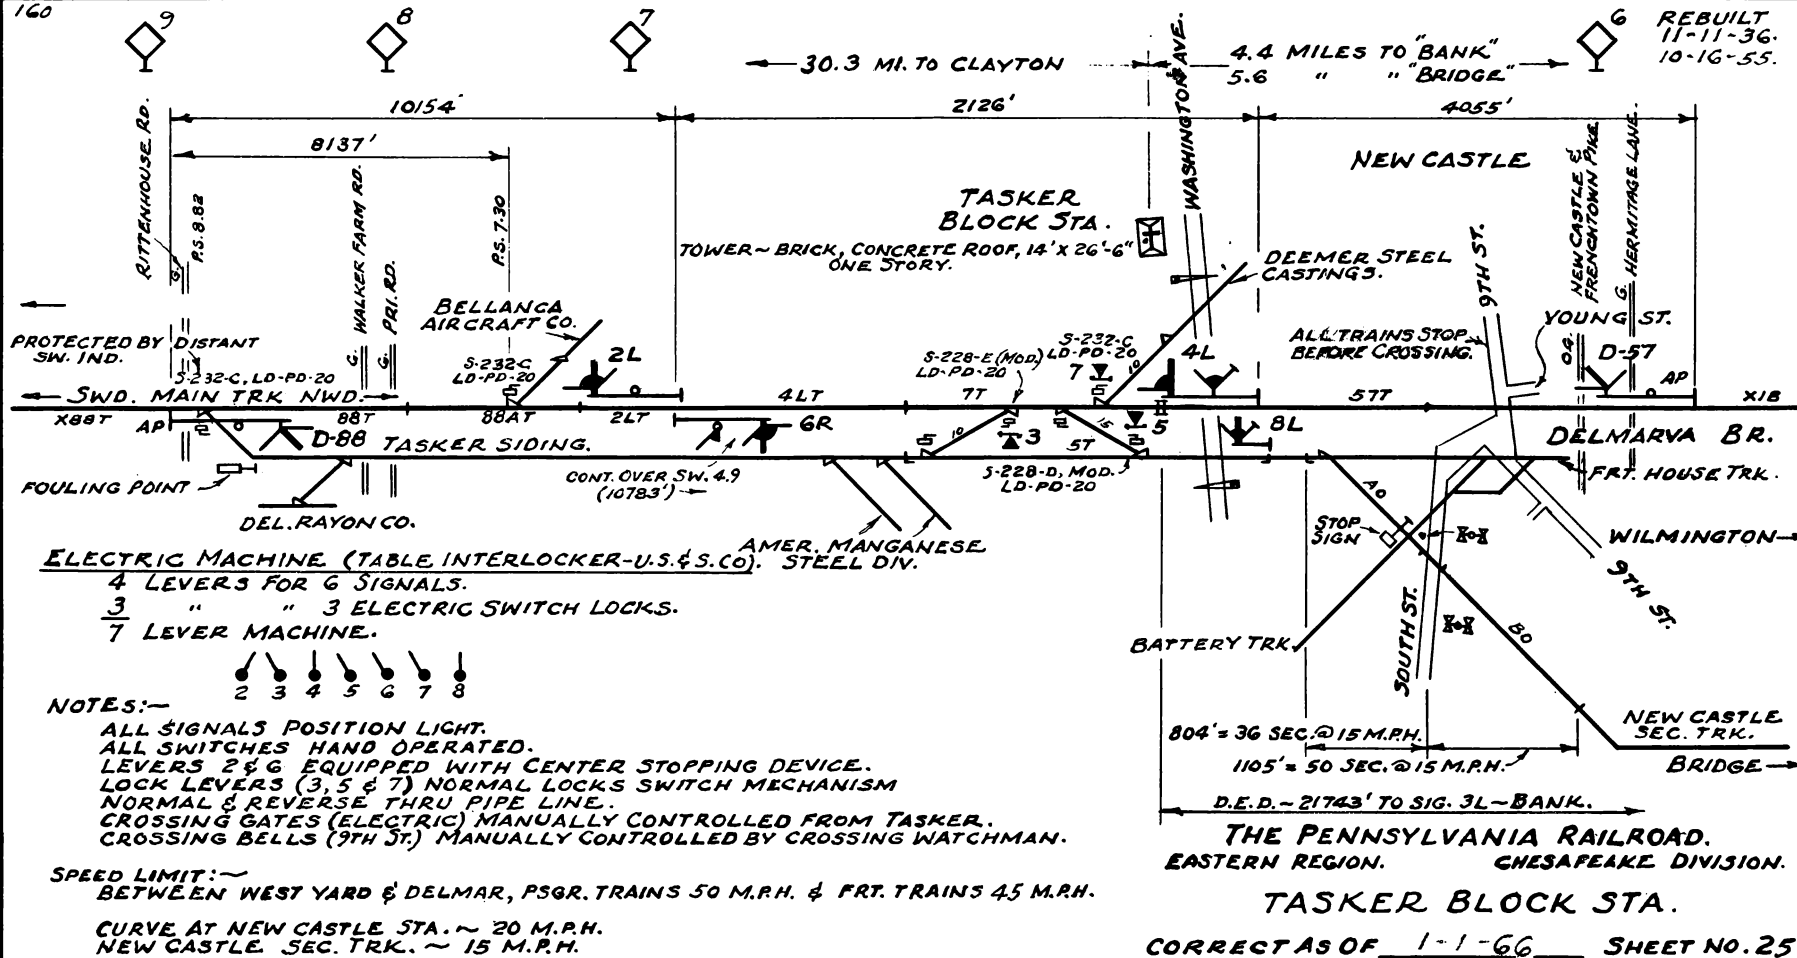 160
9
8
7
6
REBUILT
11-11-36.
10-16-55.
30.3 MI. TO CLAYTON
4.4 MILES TO "BANK"
5.6 " " "BRIDGE"
WASHINGTON AVE.
10154'
2126'
4055'
8137'
RITTENHOUSE RD.
G.
P.S. 8.82
G. WALKER FARM RD.
G. PRI. RD.
P.S. 7.30
NEW CASTLE
NEW CASTLE &
FRENCHTOWN PIKE.
G. HERMITAGE LANE.
TASKER
BLOCK STA.
TOWER~BRICK, CONCRETE ROOF, 14' X 26'-6"
ONE STORY.
DEEMER STEEL
CASTINGS.
9TH ST.
BELLANCA
AIRCRAFT CO.
PROTECTED BY DISTANT
SW. IND.
S-232-C, LD-PD-20
S-232-C
LD-PD-20
2L
S-228-E (MOD.)
LD-PD-20
S-232-C
LD-PD-20
7
10
4L
ALL TRAINS STOP
BEFORE CROSSING.
YOUNG ST.
D-57
AP
SWD. MAIN TRK NWD.
X88T
AP
88T
88AT
2LT
4LT
7T
57T
X1B
D-88
TASKER SIDING.
6R
10
3
5T
15
5
8L
DELMARVA BR.
FRT. HOUSE TRK.
FOULING POINT
DEL. RAYON CO.
CONT. OVER SW. 4.9
(10783')
S-228-D, MOD.
LD-PD-20
AO
STOP
SIGN
WILMINGTON
AMER. MANGANESE
STEEL DIV.
9TH ST.
ELECTRIC MACHINE (TABLE INTERLOCKER-U.S.&S.CO).
4 LEVERS FOR 6 SIGNALS.
3 " " 3 ELECTRIC SWITCH LOCKS.
7 LEVER MACHINE.
2 3 4 5 6 7 8
BATTERY TRK.
SOUTH ST.
BO
NOTES:~
ALL SIGNALS POSITION LIGHT.
ALL SWITCHES HAND OPERATED.
LEVERS 2 & 6 EQUIPPED WITH CENTER STOPPING DEVICE.
LOCK LEVERS (3, 5 & 7) NORMAL LOCKS SWITCH MECHANISM
NORMAL & REVERSE THRU PIPE LINE.
CROSSING GATES (ELECTRIC) MANUALLY CONTROLLED FROM TASKER.
CROSSING BELLS (9TH ST.) MANUALLY CONTROLLED BY CROSSING WATCHMAN.
NEW CASTLE
SEC. TRK.
BRIDGE
804' = 36 SEC. @ 15 M.P.H.
1105' = 50 SEC. @ 15 M.P.H.
D.E.D.~21743' TO SIG. 3L~BANK.
SPEED LIMIT:~
BETWEEN WEST YARD & DELMAR, PSGR. TRAINS 50 M.P.H. & FRT. TRAINS 45 M.P.H.
CURVE AT NEW CASTLE STA. ~ 20 M.P.H.
NEW CASTLE SEC. TRK. ~ 15 M.P.H.
THE PENNSYLVANIA RAILROAD.
EASTERN REGION. CHESAPEAKE DIVISION.
TASKER BLOCK STA.
CORRECT AS OF 1-1-66 SHEET NO. 25